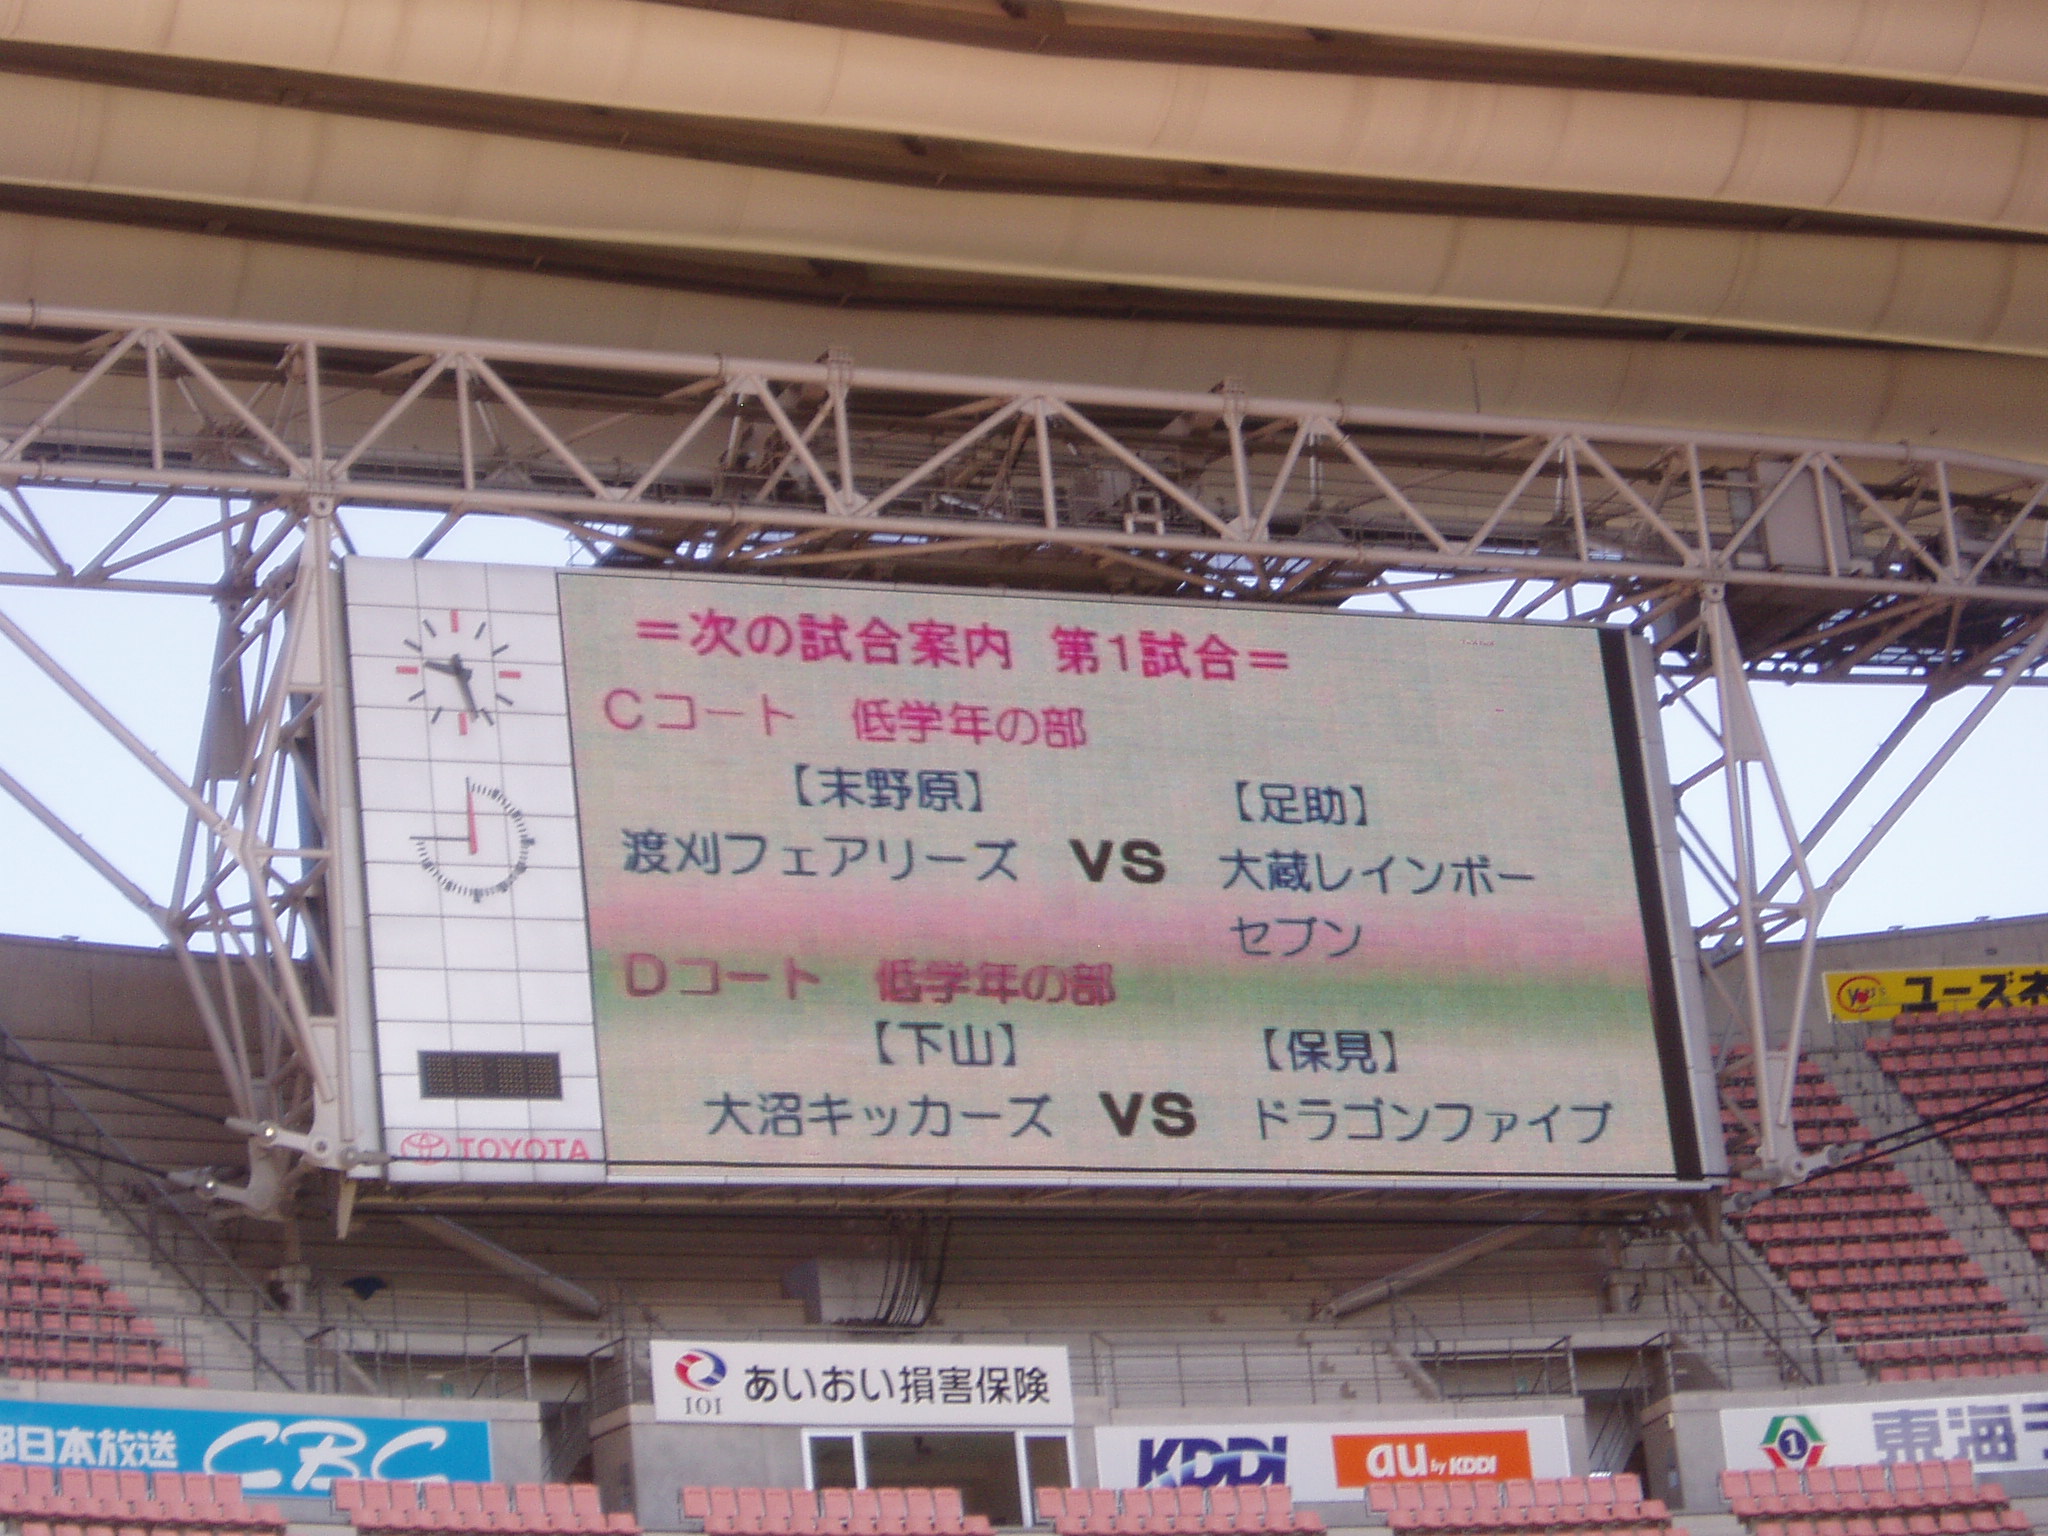 ＝次の試合案内 第1試合＝
Cコート 低学年の部
【末野原】 【足助】
渡刈フェアリーズ VS 大蔵レインボー
セブン
Dコート 低学年の部
【下山】 【保見】
大沼キッカーズ VS ドラゴンファイブ
TOYOTA
you's ユーズネ
IOI あいおい損害保険
部日本放送 CBC
KDDI au by KDDI
1 東海ラ